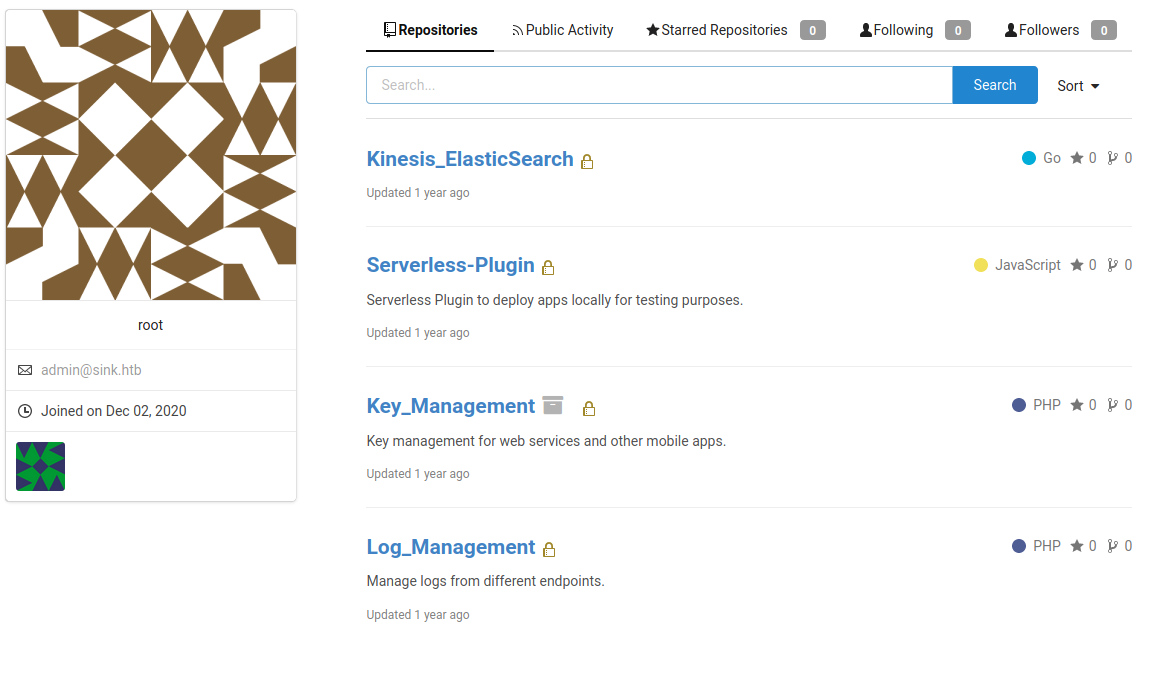 Repositories Public Activity Starred Repositories 0 Following 0 Followers 0
Search... Search Sort
root
admin@sink.htb
Joined on Dec 02, 2020
Kinesis_ElasticSearch Go 0 0
Updated 1 year ago
Serverless-Plugin JavaScript 0 0
Serverless Plugin to deploy apps locally for testing purposes.
Updated 1 year ago
Key_Management PHP 0 0
Key management for web services and other mobile apps.
Updated 1 year ago
Log_Management PHP 0 0
Manage logs from different endpoints.
Updated 1 year ago